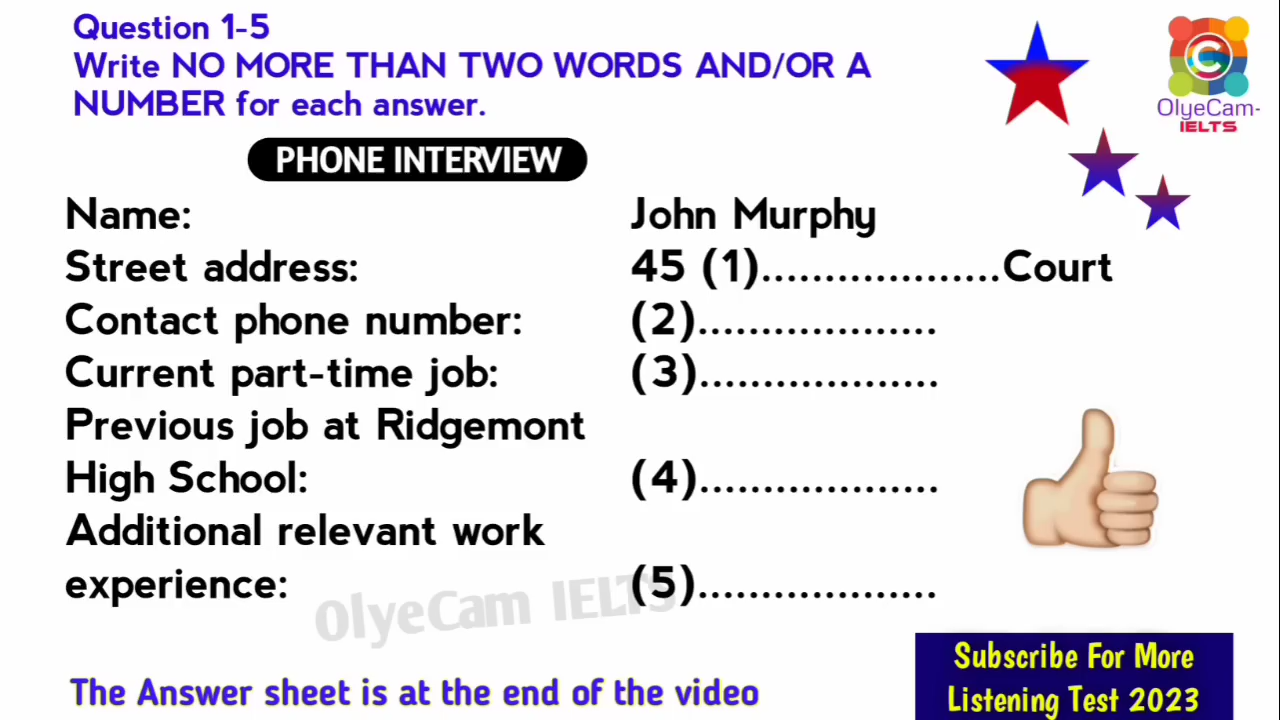 Question 1-5
Write NO MORE THAN TWO WORDS AND/OR A
NUMBER for each answer.
OlyeCam-
IELTS
PHONE INTERVIEW
Name: John Murphy
Street address: 45 (1)...................Court
Contact phone number: (2)...................
Current part-time job: (3)...................
Previous job at Ridgemont
High School: (4)...................
Additional relevant work
experience: (5)...................
OlyeCam IELTS
The Answer sheet is at the end of the video
Subscribe For More
Listening Test 2023